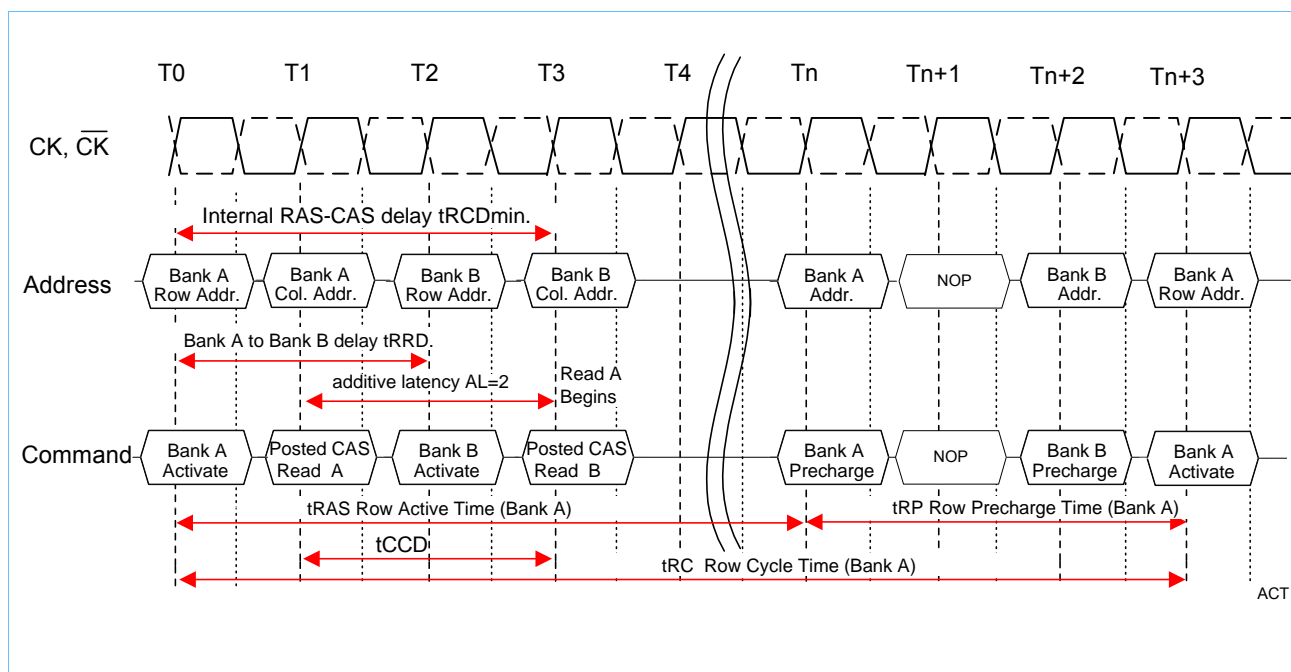 T0 T1 T2 T3 T4 Tn Tn+1 Tn+2 Tn+3
CK, CK
Internal RAS-CAS delay tRCDmin.
Address
Bank A
Row Addr.
Bank A
Col. Addr.
Bank B
Row Addr.
Bank B
Col. Addr.
Bank A
Addr.
NOP
Bank B
Addr.
Bank A
Row Addr.
Bank A to Bank B delay tRRD.
additive latency AL=2
Read A
Begins
Command
Bank A
Activate
Posted CAS
Read A
Bank B
Activate
Posted CAS
Read B
Bank A
Precharge
NOP
Bank B
Precharge
Bank A
Activate
tRAS Row Active Time (Bank A)
tRP Row Precharge Time (Bank A)
tCCD
tRC Row Cycle Time (Bank A)
ACT